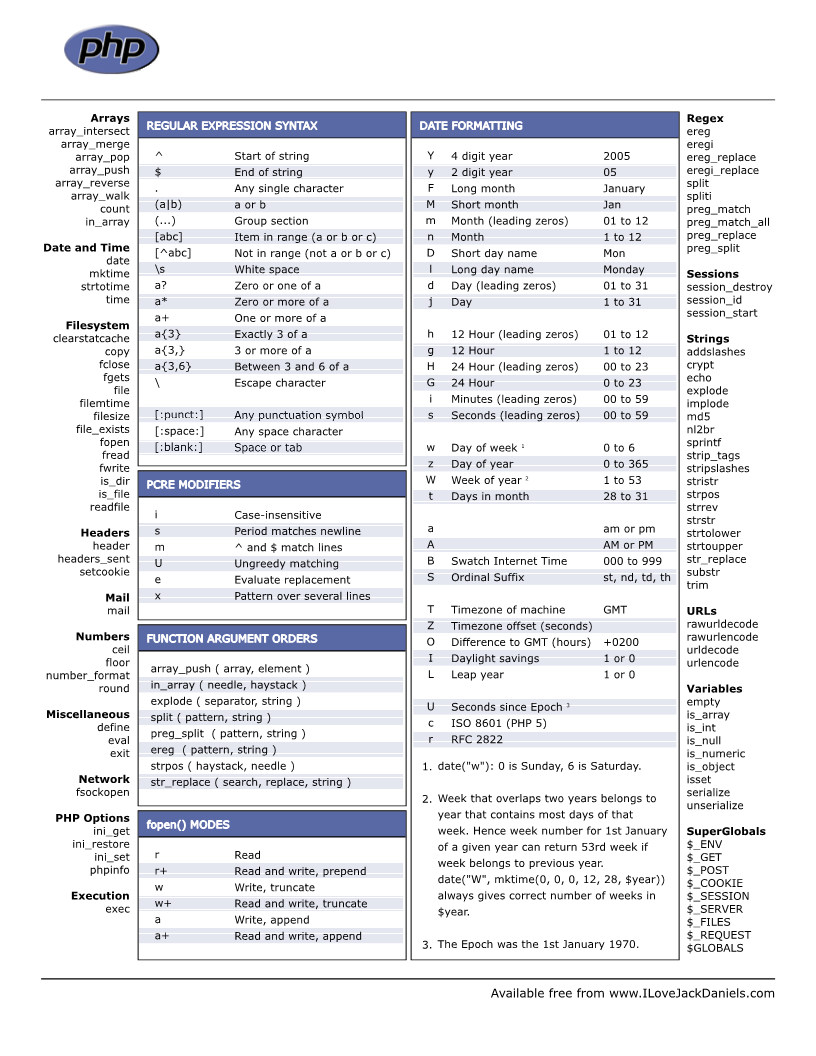 php
Arrays
array_intersect
array_merge
array_pop
array_push
array_reverse
array_walk
count
in_array
Date and Time
date
mktime
strtotime
time
Filesystem
clearstatcache
copy
fclose
fgets
file
filemtime
filesize
file_exists
fopen
fread
fwrite
is_dir
is_file
readfile
Headers
header
headers_sent
setcookie
Mail
mail
Numbers
ceil
floor
number_format
round
Miscellaneous
define
eval
exit
Network
fsockopen
PHP Options
ini_get
ini_restore
ini_set
phpinfo
Execution
exec
REGULAR EXPRESSION SYNTAX
^ Start of string
$ End of string
. Any single character
(a|b) a or b
(...) Group section
[abc] Item in range (a or b or c)
[^abc] Not in range (not a or b or c)
\s White space
a? Zero or one of a
a* Zero or more of a
a+ One or more of a
a{3} Exactly 3 of a
a{3,} 3 or more of a
a{3,6} Between 3 and 6 of a
\ Escape character
[:punct:] Any punctuation symbol
[:space:] Any space character
[:blank:] Space or tab
PCRE MODIFIERS
i Case-insensitive
s Period matches newline
m ^ and $ match lines
U Ungreedy matching
e Evaluate replacement
x Pattern over several lines
FUNCTION ARGUMENT ORDERS
array_push ( array, element )
in_array ( needle, haystack )
explode ( separator, string )
split ( pattern, string )
preg_split ( pattern, string )
ereg ( pattern, string )
strpos ( haystack, needle )
str_replace ( search, replace, string )
fopen() MODES
r Read
r+ Read and write, prepend
w Write, truncate
w+ Read and write, truncate
a Write, append
a+ Read and write, append
DATE FORMATTING
Y 4 digit year 2005
y 2 digit year 05
F Long month January
M Short month Jan
m Month (leading zeros) 01 to 12
n Month 1 to 12
D Short day name Mon
l Long day name Monday
d Day (leading zeros) 01 to 31
j Day 1 to 31
h 12 Hour (leading zeros) 01 to 12
g 12 Hour 1 to 12
H 24 Hour (leading zeros) 00 to 23
G 24 Hour 0 to 23
i Minutes (leading zeros) 00 to 59
s Seconds (leading zeros) 00 to 59
w Day of week ¹ 0 to 6
z Day of year 0 to 365
W Week of year ² 1 to 53
t Days in month 28 to 31
a am or pm
A AM or PM
B Swatch Internet Time 000 to 999
S Ordinal Suffix st, nd, td, th
T Timezone of machine GMT
Z Timezone offset (seconds)
O Difference to GMT (hours) +0200
I Daylight savings 1 or 0
L Leap year 1 or 0
U Seconds since Epoch ³
c ISO 8601 (PHP 5)
r RFC 2822
1. date("w"): 0 is Sunday, 6 is Saturday.
2. Week that overlaps two years belongs to
year that contains most days of that
week. Hence week number for 1st January
of a given year can return 53rd week if
week belongs to previous year.
date("W", mktime(0, 0, 0, 12, 28, $year))
always gives correct number of weeks in
$year.
3. The Epoch was the 1st January 1970.
Regex
ereg
eregi
ereg_replace
eregi_replace
split
spliti
preg_match
preg_match_all
preg_replace
preg_split
Sessions
session_destroy
session_id
session_start
Strings
addslashes
crypt
echo
explode
implode
md5
nl2br
sprintf
strip_tags
stripslashes
stristr
strpos
strrev
strstr
strtolower
strtoupper
str_replace
substr
trim
URLs
rawurldecode
rawurlencode
urldecode
urlencode
Variables
empty
is_array
is_int
is_null
is_numeric
is_object
isset
serialize
unserialize
SuperGlobals
$_ENV
$_GET
$_POST
$_COOKIE
$_SESSION
$_SERVER
$_FILES
$_REQUEST
$GLOBALS
Available free from www.ILoveJackDaniels.com